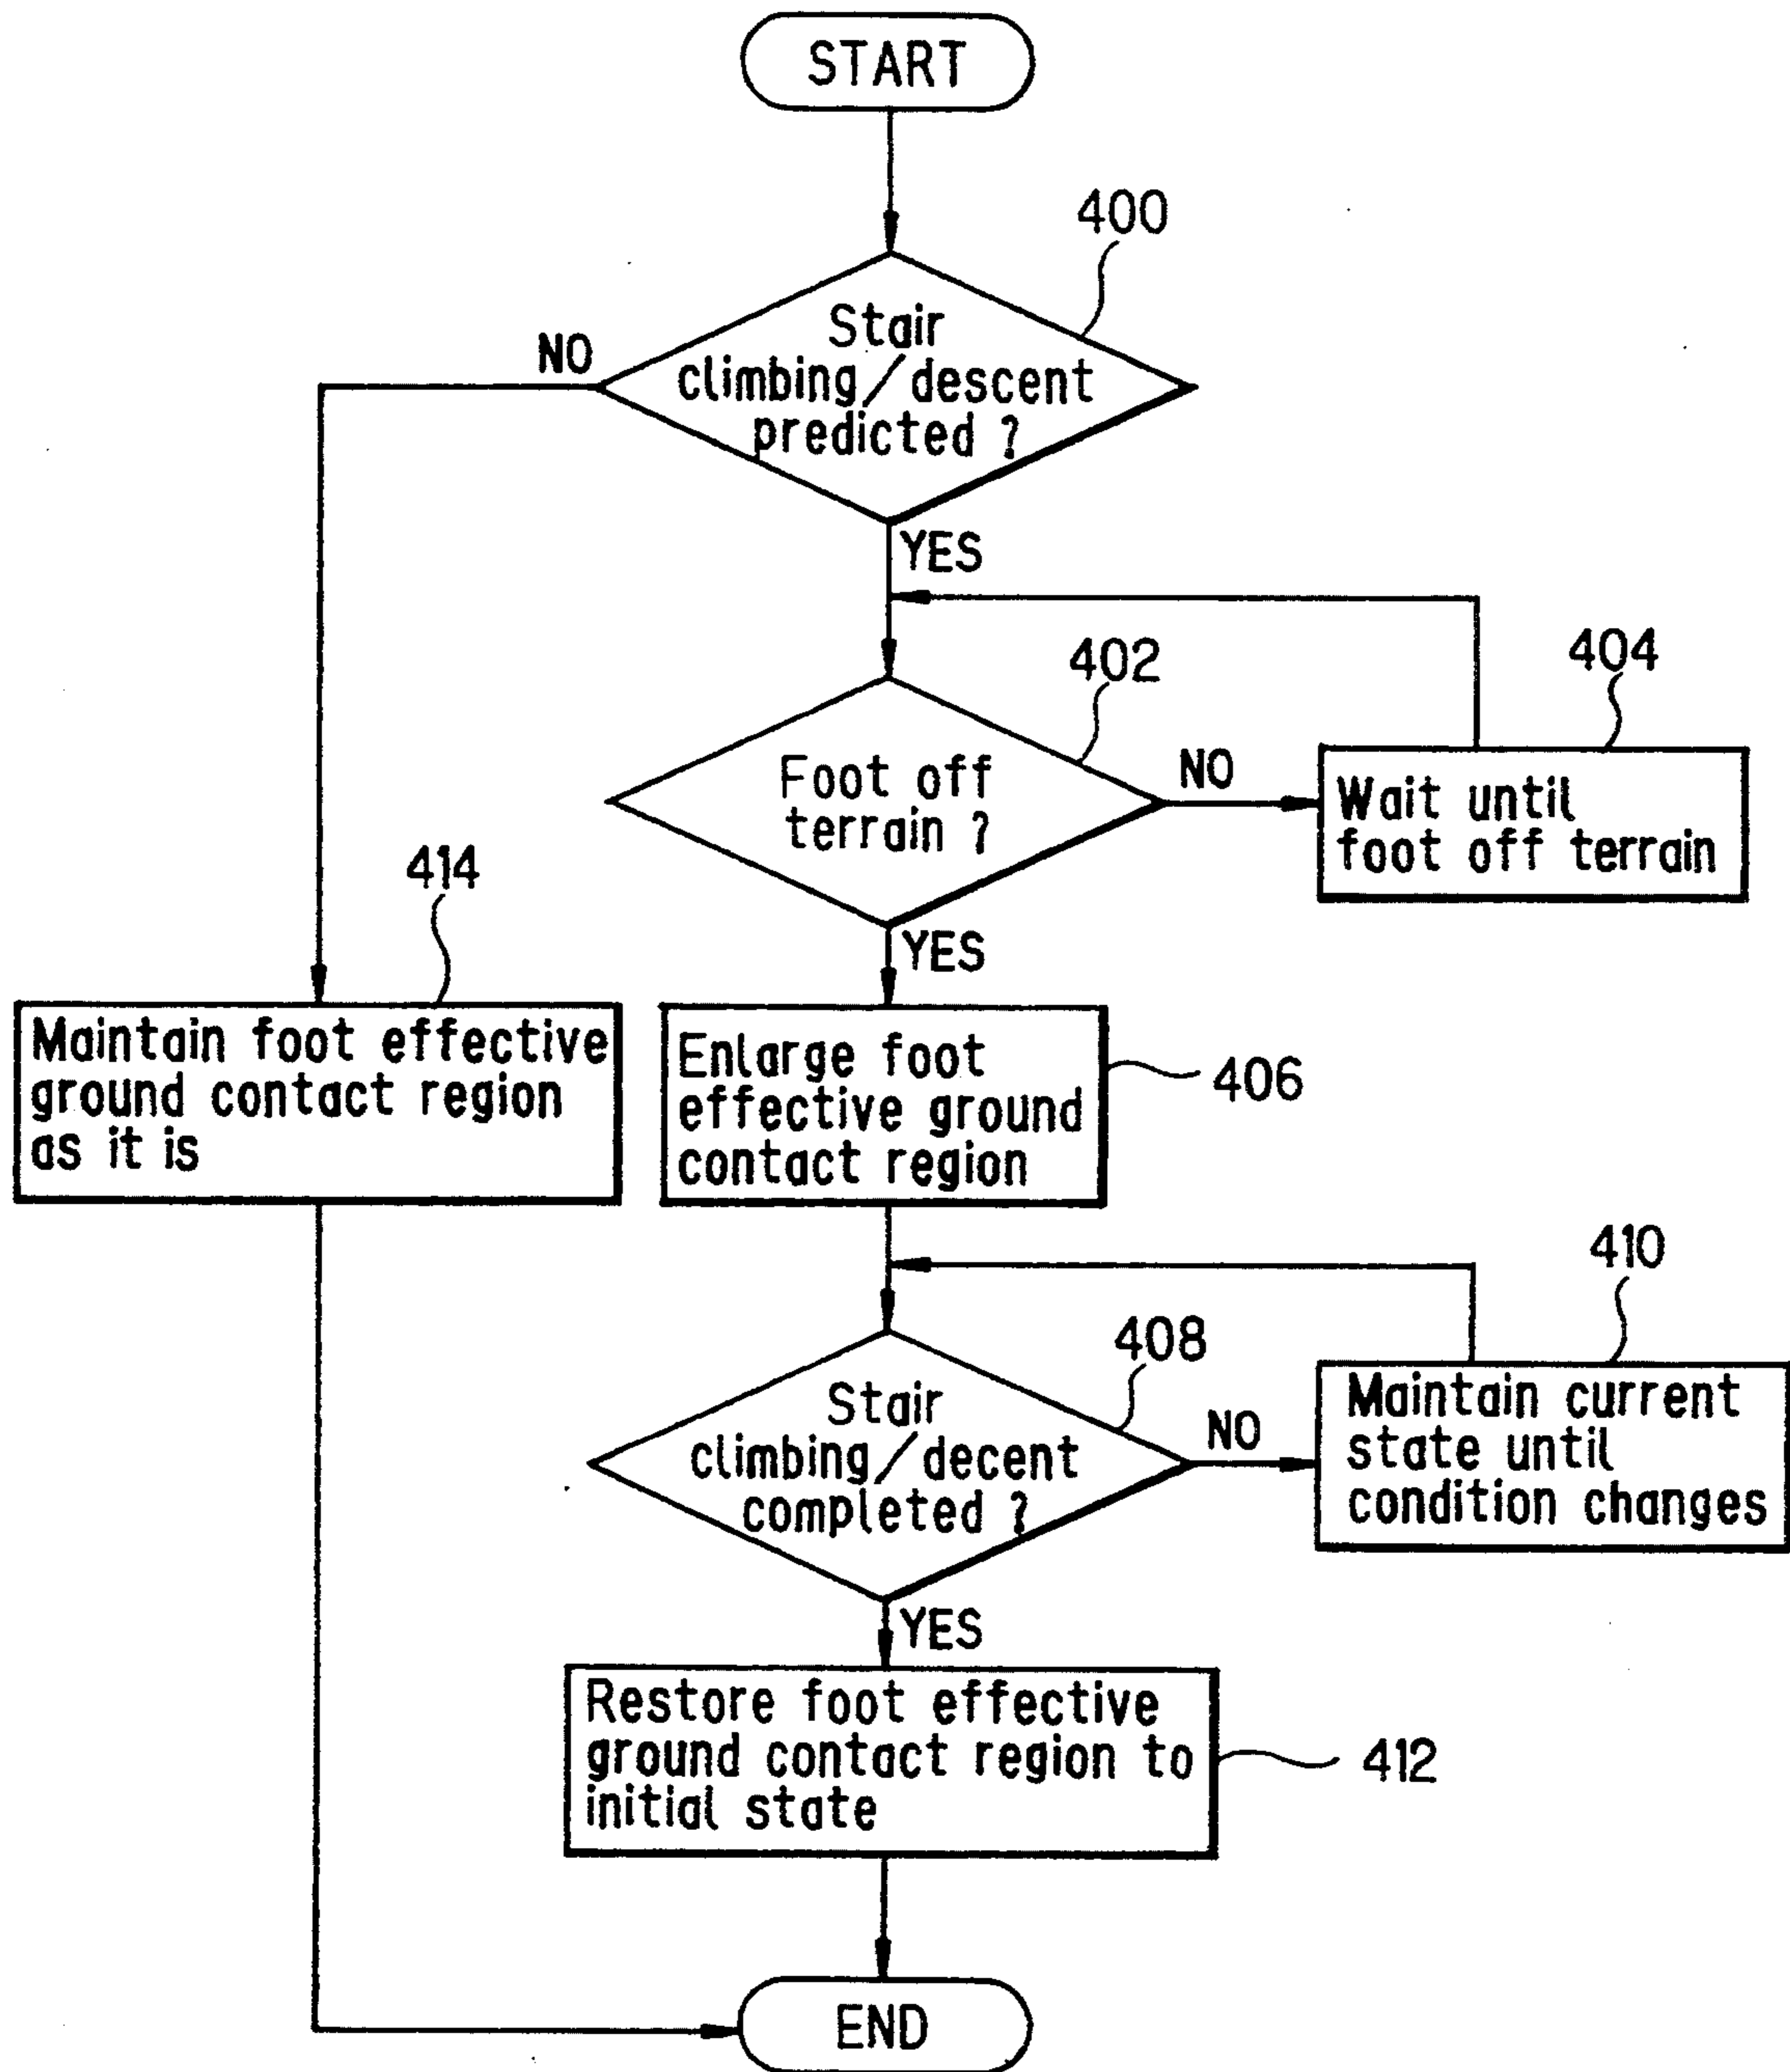 START
400
Stair
climbing/descent
predicted ?
NO
YES
402
404
Foot off
terrain ?
NO
Wait until
foot off terrain
414
YES
Maintain foot effective
ground contact region
as it is
Enlarge foot
effective ground
contact region
406
410
408
Stair
climbing/decent
completed ?
NO
Maintain current
state until
condition changes
YES
Restore foot effective
ground contact region to
initial state
412
END